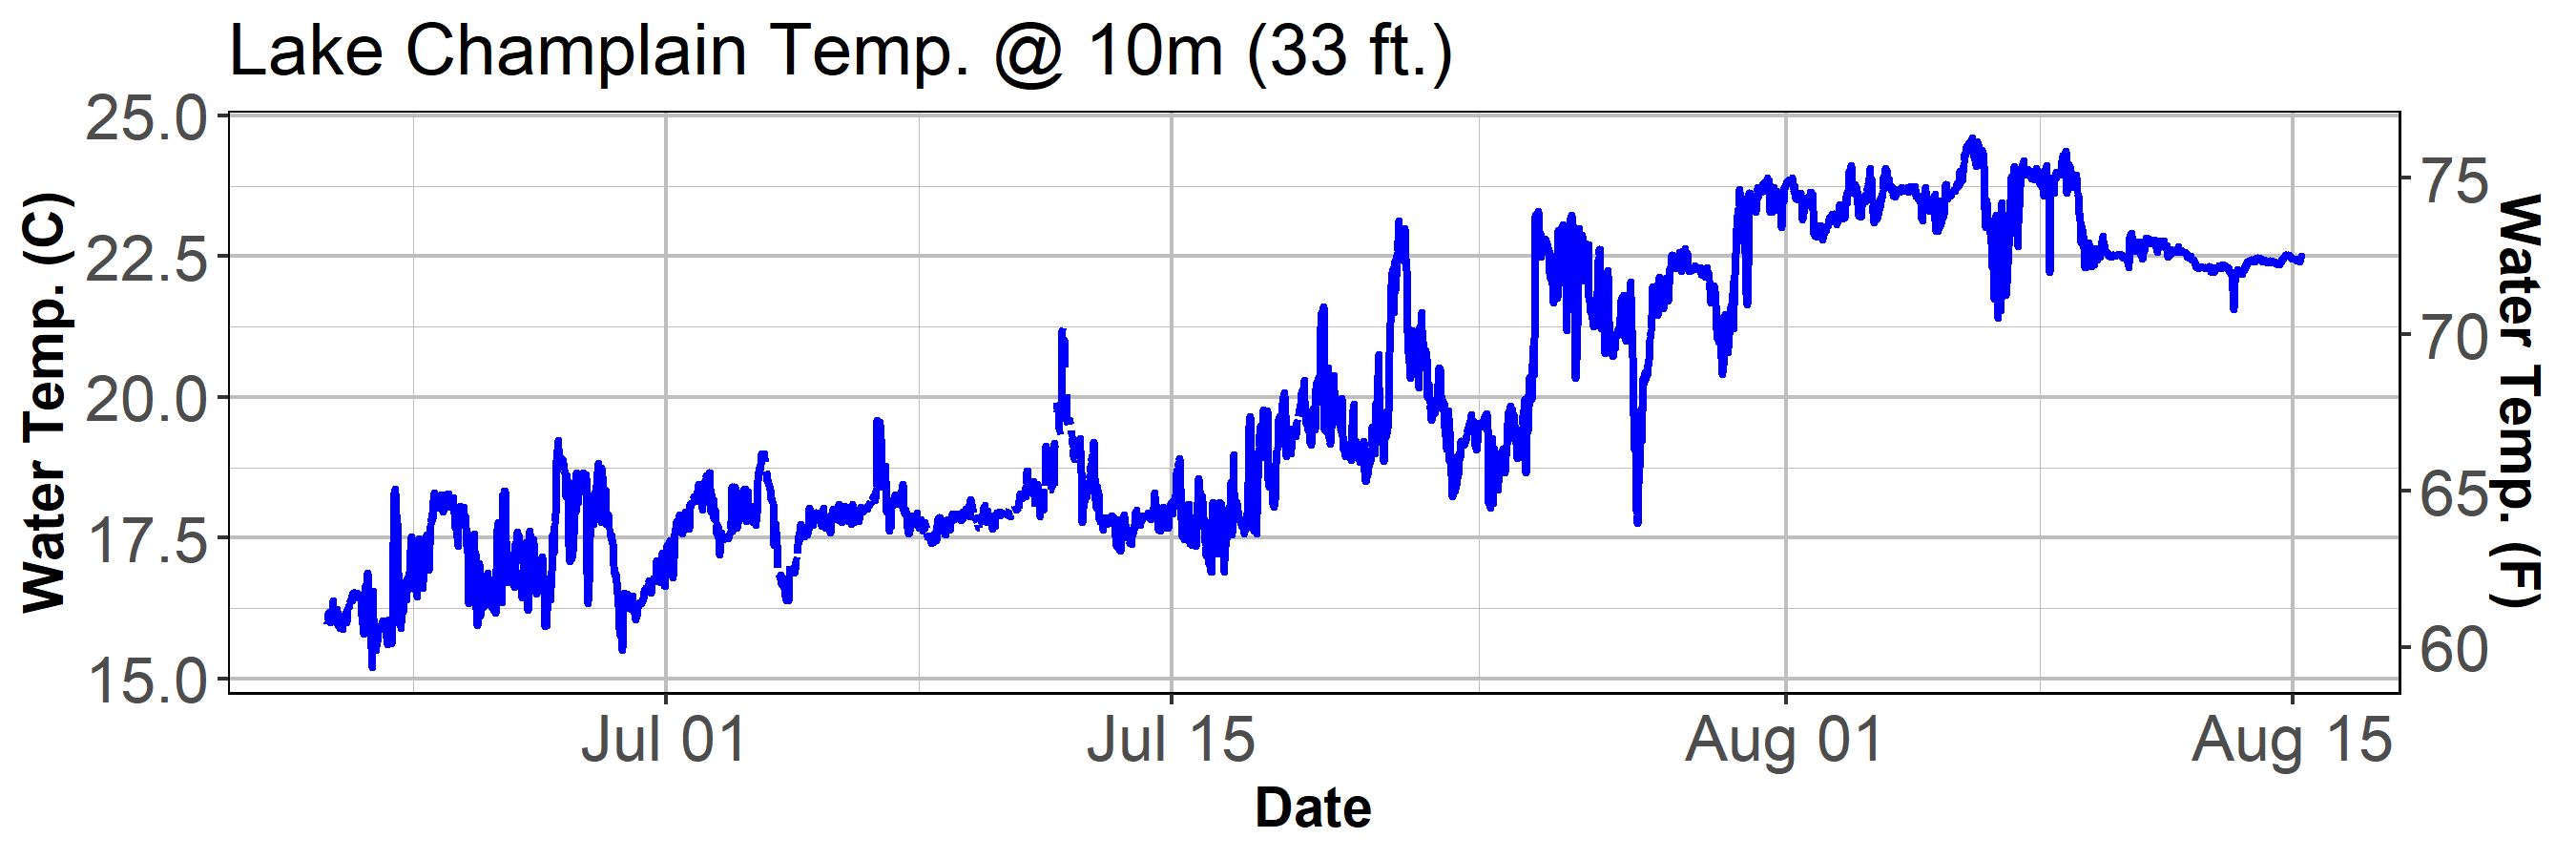 Lake Champlain Temp. @ 10m (33 ft.)
Water Temp. (C)
25.0
22.5
20.0
17.5
15.0
75
70
65
60
Water Temp. (F)
Jul 01
Jul 15
Aug 01
Aug 15
Date